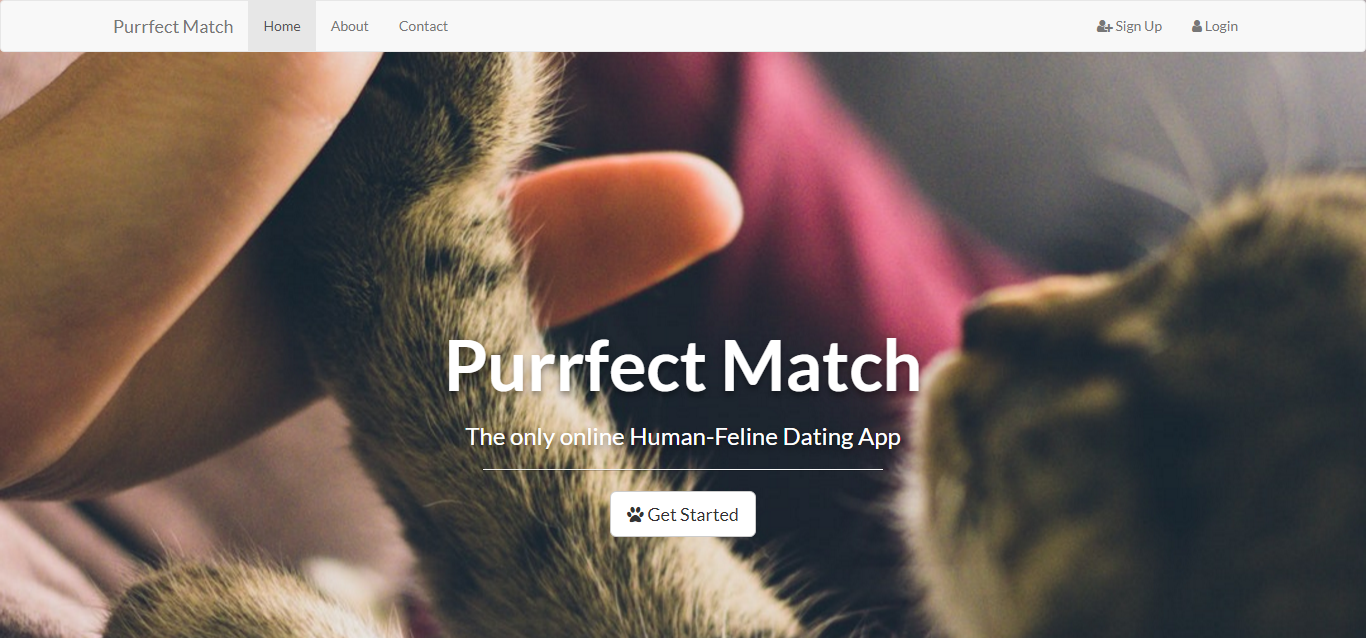 Purrfect Match Home About Contact Sign Up Login
Purrfect Match
The only online Human-Feline Dating App
Get Started